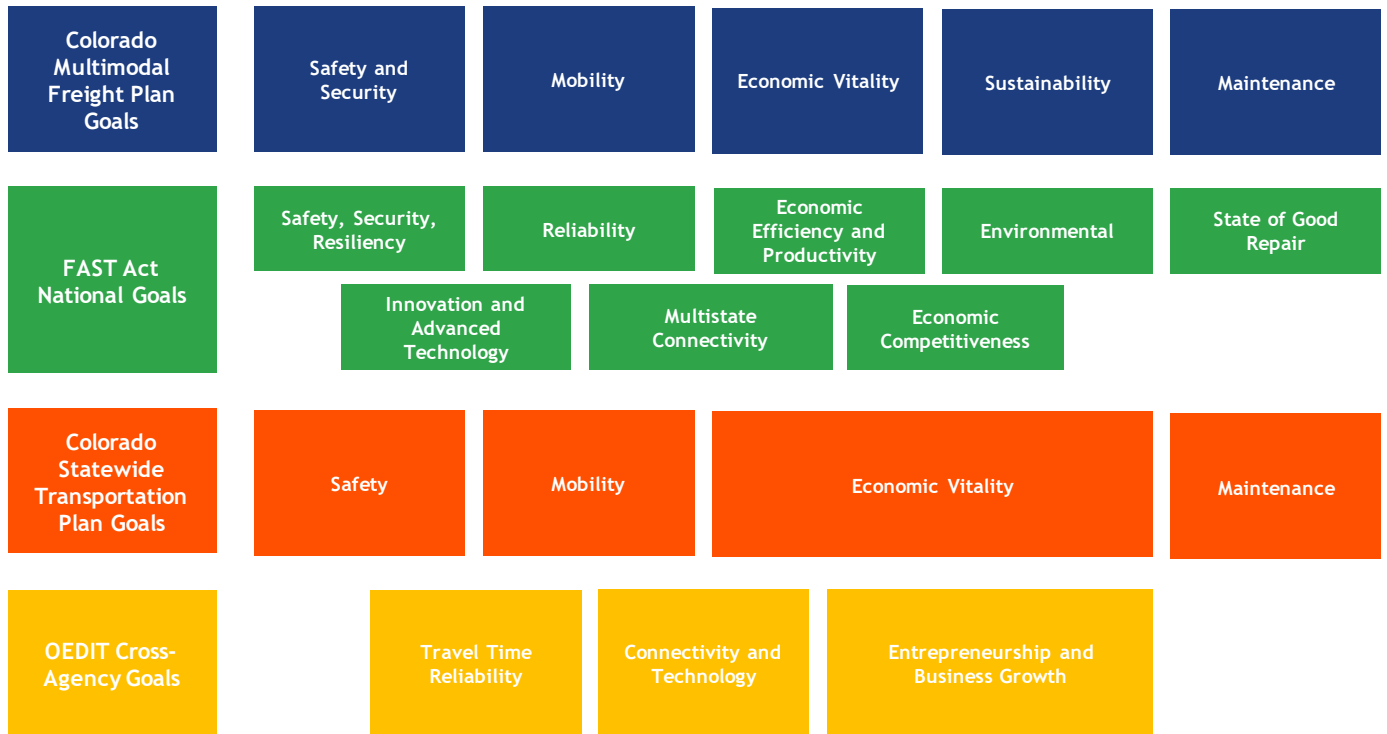 Colorado
Multimodal
Freight Plan
Goals
Safety and
Security
Mobility
Economic Vitality
Sustainability
Maintenance
FAST Act
National Goals
Safety, Security,
Resiliency
Reliability
Economic
Efficiency and
Productivity
Environmental
State of Good
Repair
Innovation and
Advanced
Technology
Multistate
Connectivity
Economic
Competitiveness
Colorado
Statewide
Transportation
Plan Goals
Safety
Mobility
Economic Vitality
Maintenance
OEDIT Cross-
Agency Goals
Travel Time
Reliability
Connectivity and
Technology
Entrepreneurship and
Business Growth